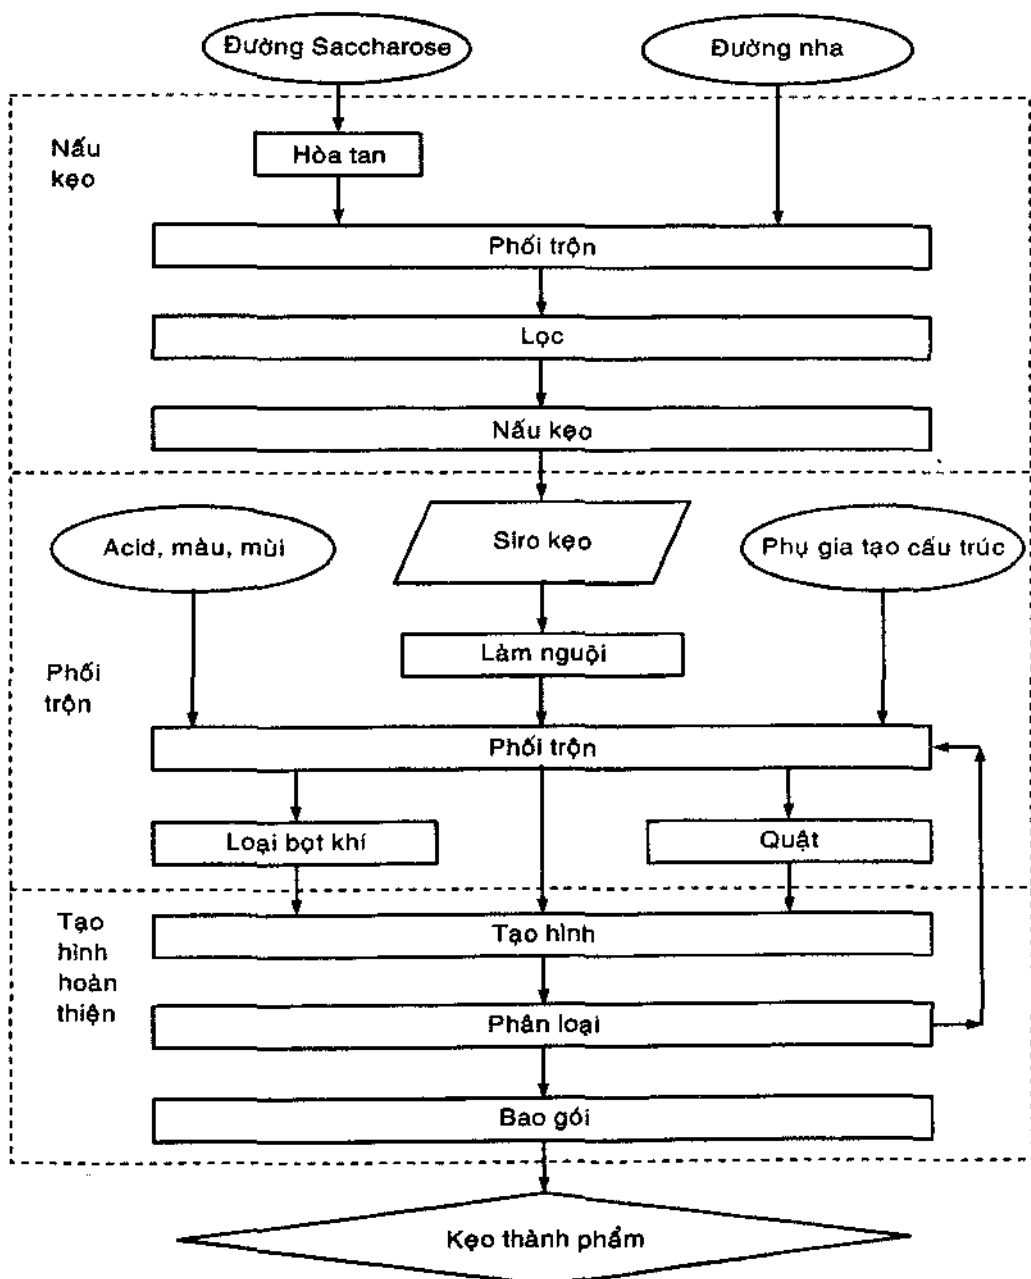 Đường Saccharose
Đường nha
Nấu
kẹo
Hòa tan
Phối trộn
Lọc
Nấu kẹo
Acid, màu, mùi
Siro kẹo
Phụ gia tạo cấu trúc
Làm nguội
Phối
trộn
Phối trộn
Loại bọt khí
Quật
Tạo
hình
hoàn
thiện
Tạo hình
Phân loại
Bao gói
Kẹo thành phẩm